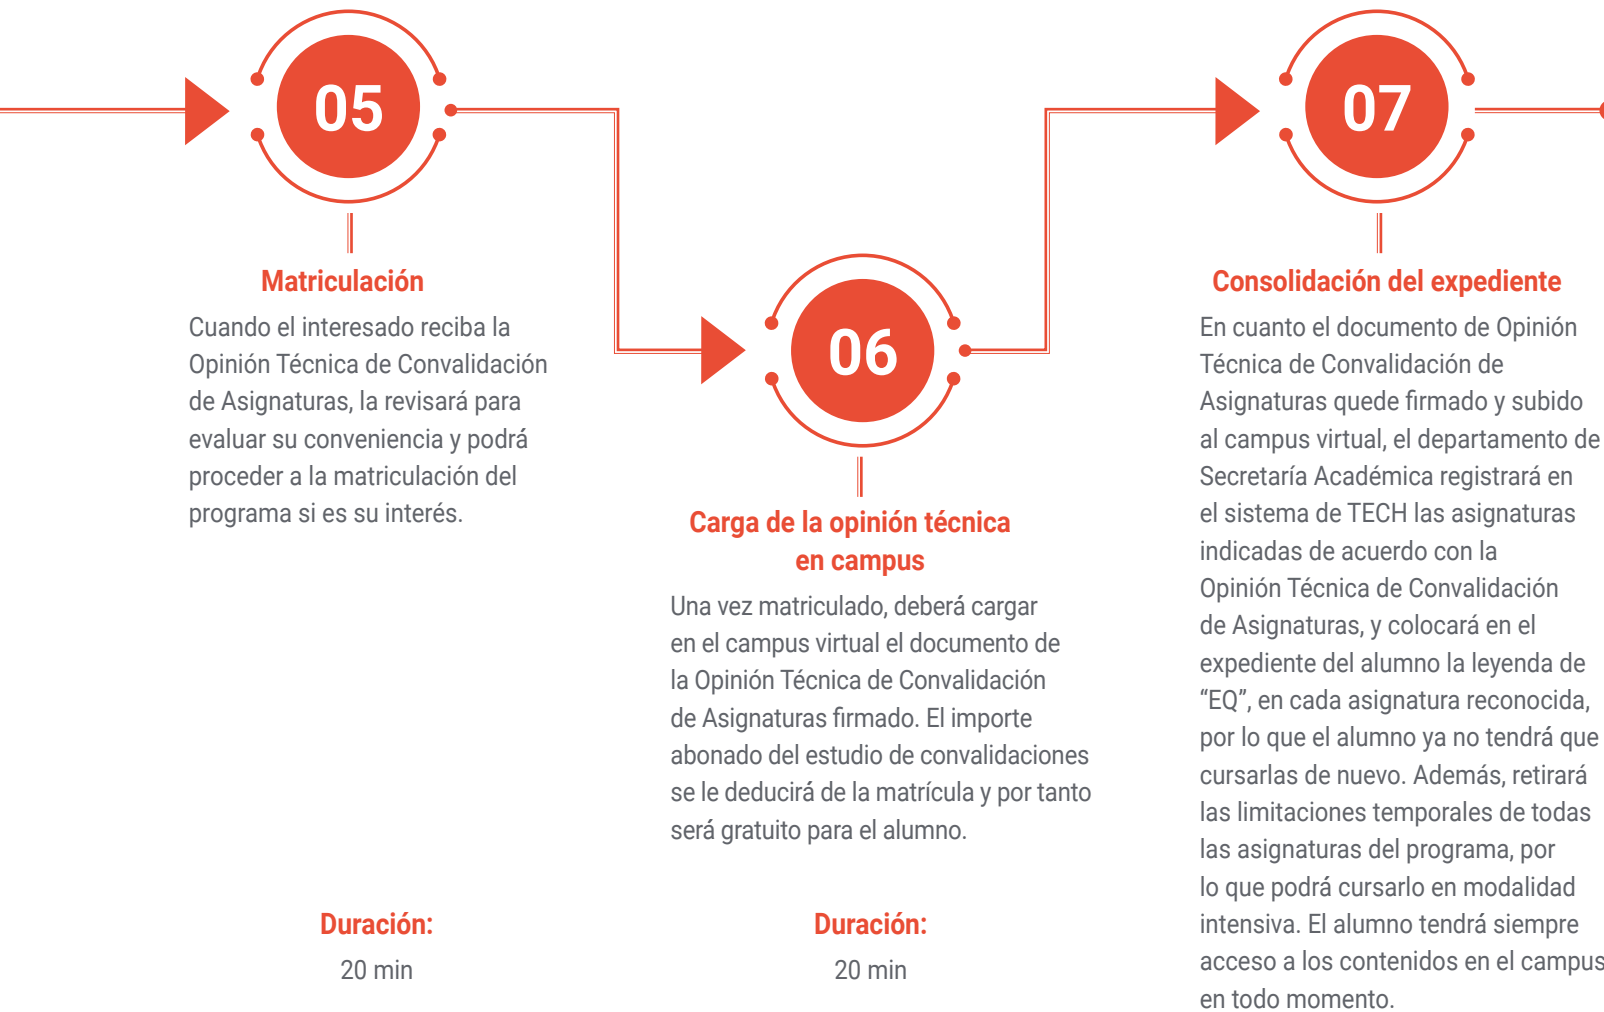 05
Matriculación
Cuando el interesado reciba la
Opinión Técnica de Convalidación
de Asignaturas, la revisará para
evaluar su conveniencia y podrá
proceder a la matriculación del
programa si es su interés.
Duración:
20 min
06
Carga de la opinión técnica
en campus
Una vez matriculado, deberá cargar
en el campus virtual el documento de
la Opinión Técnica de Convalidación
de Asignaturas firmado. El importe
abonado del estudio de convalidaciones
se le deducirá de la matrícula y por tanto
será gratuito para el alumno.
Duración:
20 min
07
Consolidación del expediente
En cuanto el documento de Opinión
Técnica de Convalidación de
Asignaturas quede firmado y subido
al campus virtual, el departamento de
Secretaría Académica registrará en
el sistema de TECH las asignaturas
indicadas de acuerdo con la
Opinión Técnica de Convalidación
de Asignaturas, y colocará en el
expediente del alumno la leyenda de
“EQ”, en cada asignatura reconocida,
por lo que el alumno ya no tendrá que
cursarlas de nuevo. Además, retirará
las limitaciones temporales de todas
las asignaturas del programa, por
lo que podrá cursarlo en modalidad
intensiva. El alumno tendrá siempre
acceso a los contenidos en el campus
en todo momento.